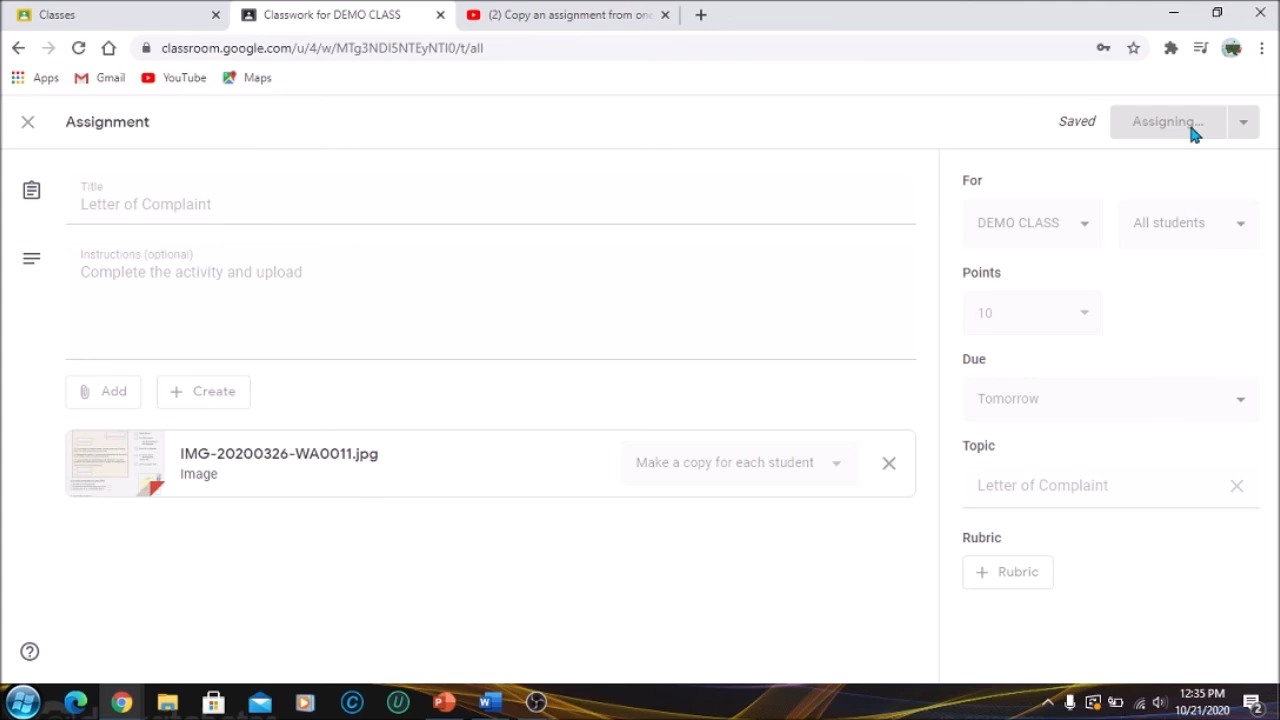 Classes
Classwork for DEMO CLASS
(2) Copy an assignment from one
classroom.google.com/u/4/w/MTg3NDI5NTEyNTI0/t/all
Apps
Gmail
YouTube
Maps
Assignment
Saved
Assigning...
Title
Letter of Complaint
Instructions (optional)
Complete the activity and upload
Add
Create
IMG-20200326-WA0011.jpg
Image
Make a copy for each student
For
DEMO CLASS
All students
Points
10
Due
Tomorrow
Topic
Letter of Complaint
Rubric
Rubric
12:35 PM
10/21/2020
2